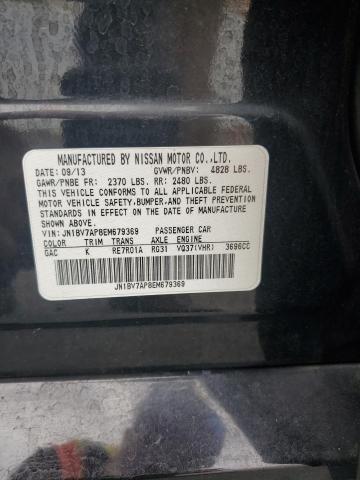 MANUFACTURED BY NISSAN MOTOR CO.,LTD.
DATE: 09/13 GVWR/PNBV: 4828 LBS.
GAWR/PNBE FR: 2370 LBS. RR: 2480 LBS.
THIS VEHICLE CONFORMS TO ALL APPLICABLE FEDERAL
MOTOR VEHICLE SAFETY,BUMPER,AND THEFT PREVENTION
STANDARDS IN EFFECT ON THE DATE OF MANUFACTURE
SHOWN ABOVE.
VIN: JN1BV7AP8EM679369 PASSENGER CAR
COLOR TRIM TRANS AXLE ENGINE
GAC K RE7R01A RG31 VQ37(VHR) 3696CC
JN1BV7AP8EM679369